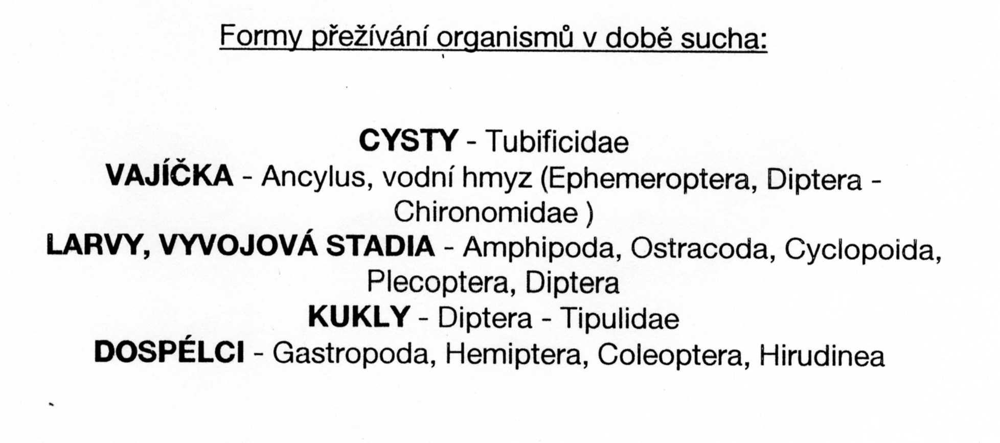 Formy přežívání organismů v době sucha:
CYSTY - Tubificidae
VAJÍČKA - Ancylus, vodní hmyz (Ephemeroptera, Diptera -
Chironomidae )
LARVY, VYVOJOVÁ STADIA - Amphipoda, Ostracoda, Cyclopoida,
Plecoptera, Diptera
KUKLY - Diptera - Tipulidae
DOSPÉLCI - Gastropoda, Hemiptera, Coleoptera, Hirudinea